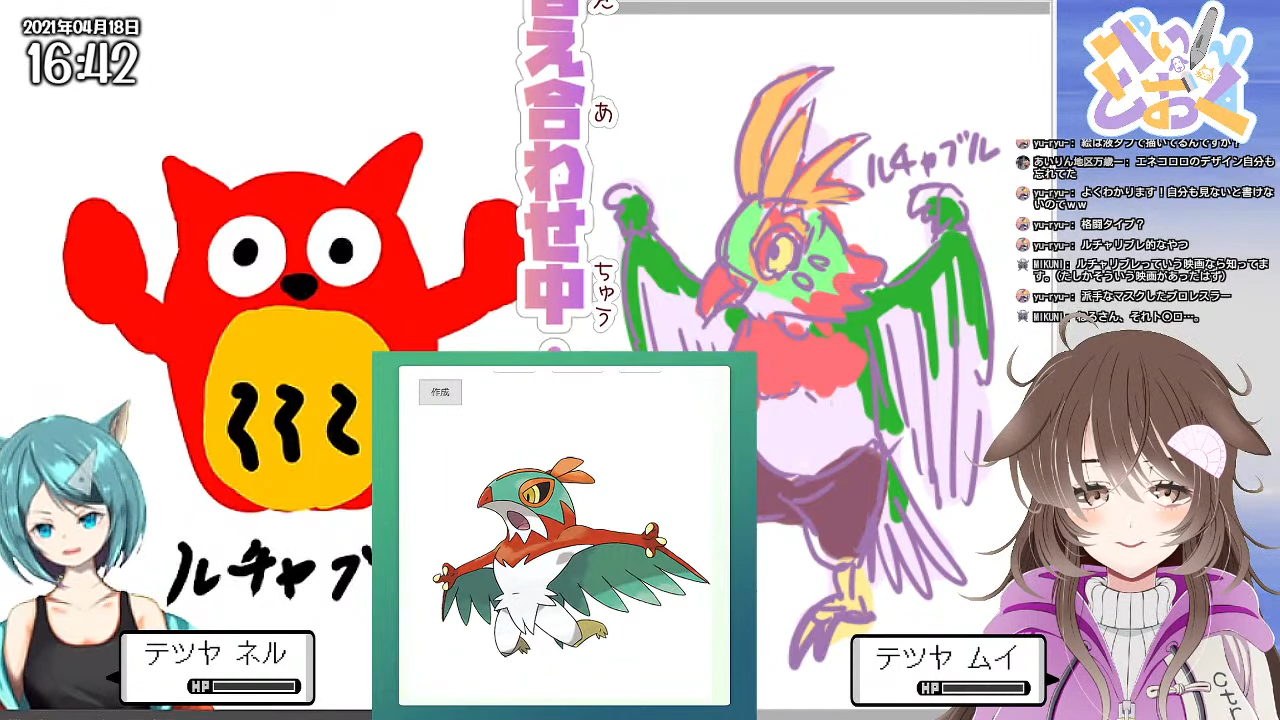 2021年04月18日
16:42
答え合わせ中
あ
ちゅう
ルチャブル
ルチャブ
作成
テツヤ ネル
HP
テツヤ ムイ
HP
yu-ryu-: 絵は液タブで描いてるんですか?
あいりん地区万歳ー: エネコロロのデザイン自分も
忘れてた
yu-ryu-: よくわかります!自分も見ないと書けな
いのでww
yu-ryu-: 格闘タイプ?
yu-ryu-: ルチャリブレ的なやつ
MIKUNI: ルチャリブレっていう映画なら知ってま
す。(たしかそういう映画があったはず)
yu-ryu-: 派手なマスクしたプロレスラー
MIKUNI: ねるさん、それト〇ロ…。